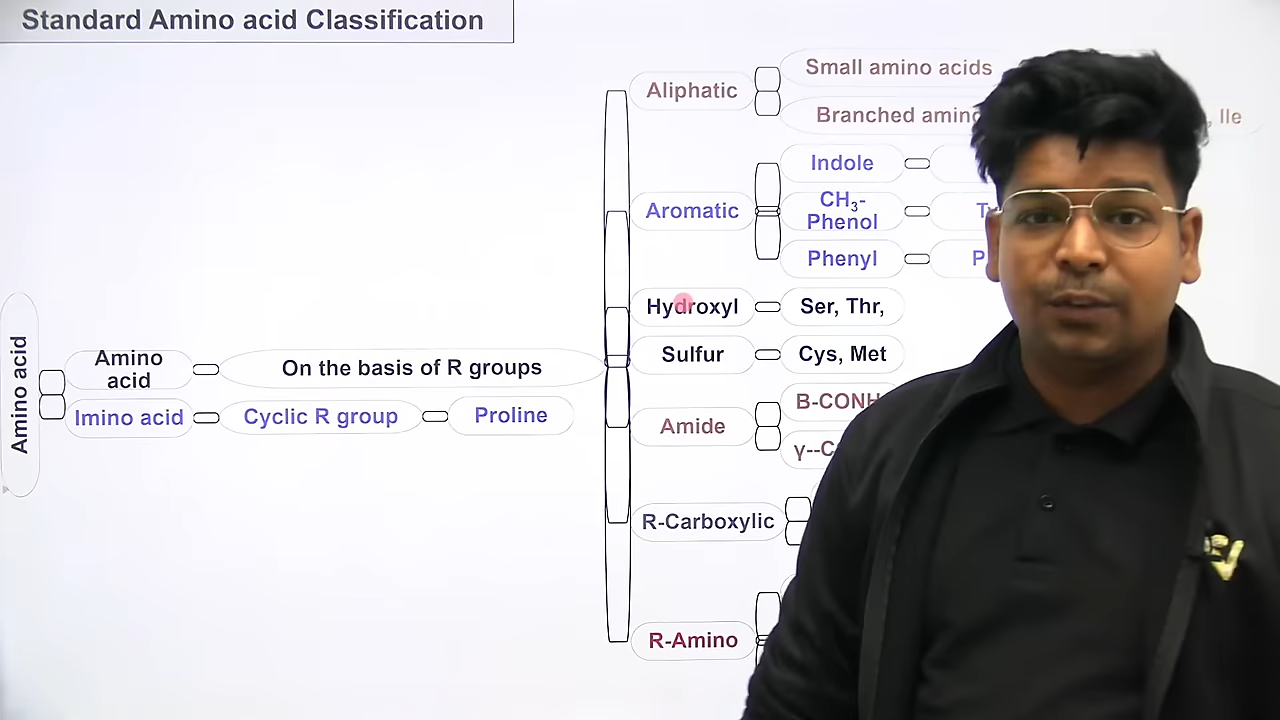 Standard Amino acid Classification
Aliphatic
Small amino acids
Branched
, Ile
Aromatic
Indole
CH₃-
Phenol
Phenyl
Hydroxyl
Ser, Thr,
Sulfur
Cys, Met
Amide
R-Carboxylic
R-Amino
Amino acid
Amino
acid
On the basis of R groups
Imino acid
Cyclic R group
Proline